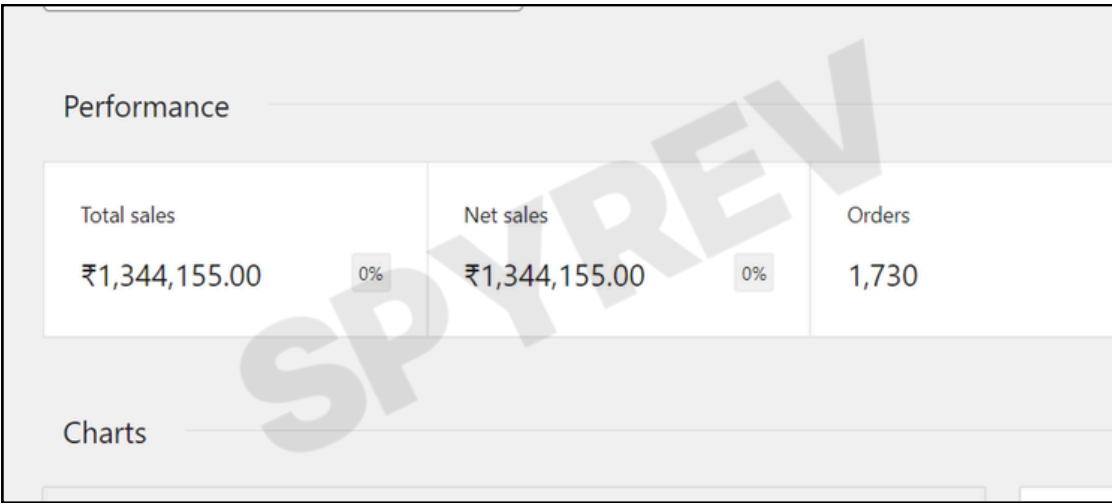 Performance
Total sales Net sales Orders
₹1,344,155.00 0% ₹1,344,155.00 0% 1,730
Charts
SPYREV